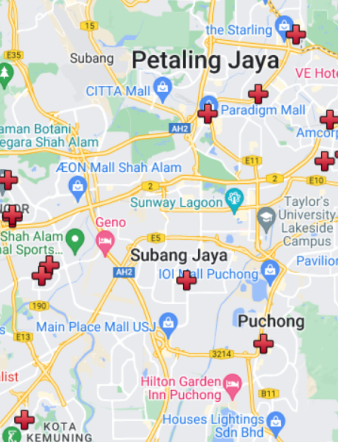 15
the Starling
E35
Subang
Petaling Jaya
VE Hote
CITTA Mall
Paradigm Mall
AH2
aman Botani
egara Shah Alam
Amcorp
E11
ÆON Mall Shah Alam
2
2
E10
Sunway Lagoon
Taylor's
University
Lakeside
Campus
Geno
Shah Alam
nal Sports...
E5
Subang Jaya
AH2
IOI Mall Puchong
Pavilion
190
Puchong
Main Place Mall USJ
E13
3214
alist
Hilton Garden
Inn Puchong
B11
Houses Lightings
Sdn Bhd
KOTA
KEMUNING